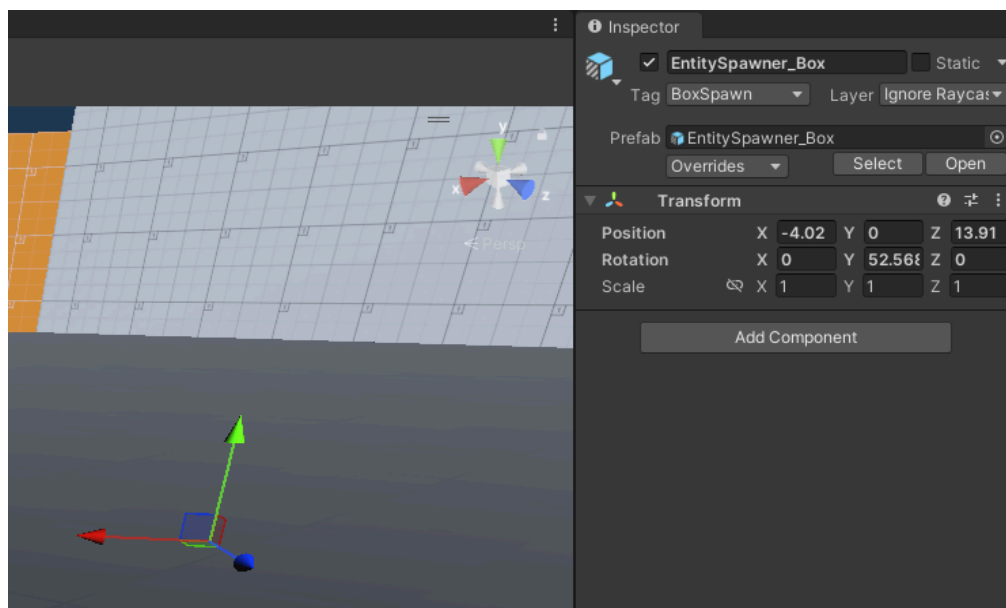 Inspector
EntitySpawner_Box Static
Tag BoxSpawn Layer Ignore Raycas
Prefab EntitySpawner_Box
Overrides Select Open
Transform
Position X -4.02 Y 0 Z 13.91
Rotation X 0 Y 52.568 Z 0
Scale X 1 Y 1 Z 1
Add Component
y
x
z
Persp